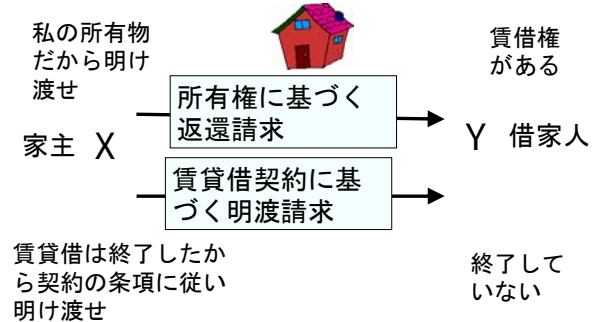 私の所有物
だから明け
渡せ
賃借権
がある
所有権に基づく
返還請求
家主 X
Y 借家人
賃貸借契約に基
づく明渡請求
賃貸借は終了したか
ら契約の条項に従い
明け渡せ
終了して
いない